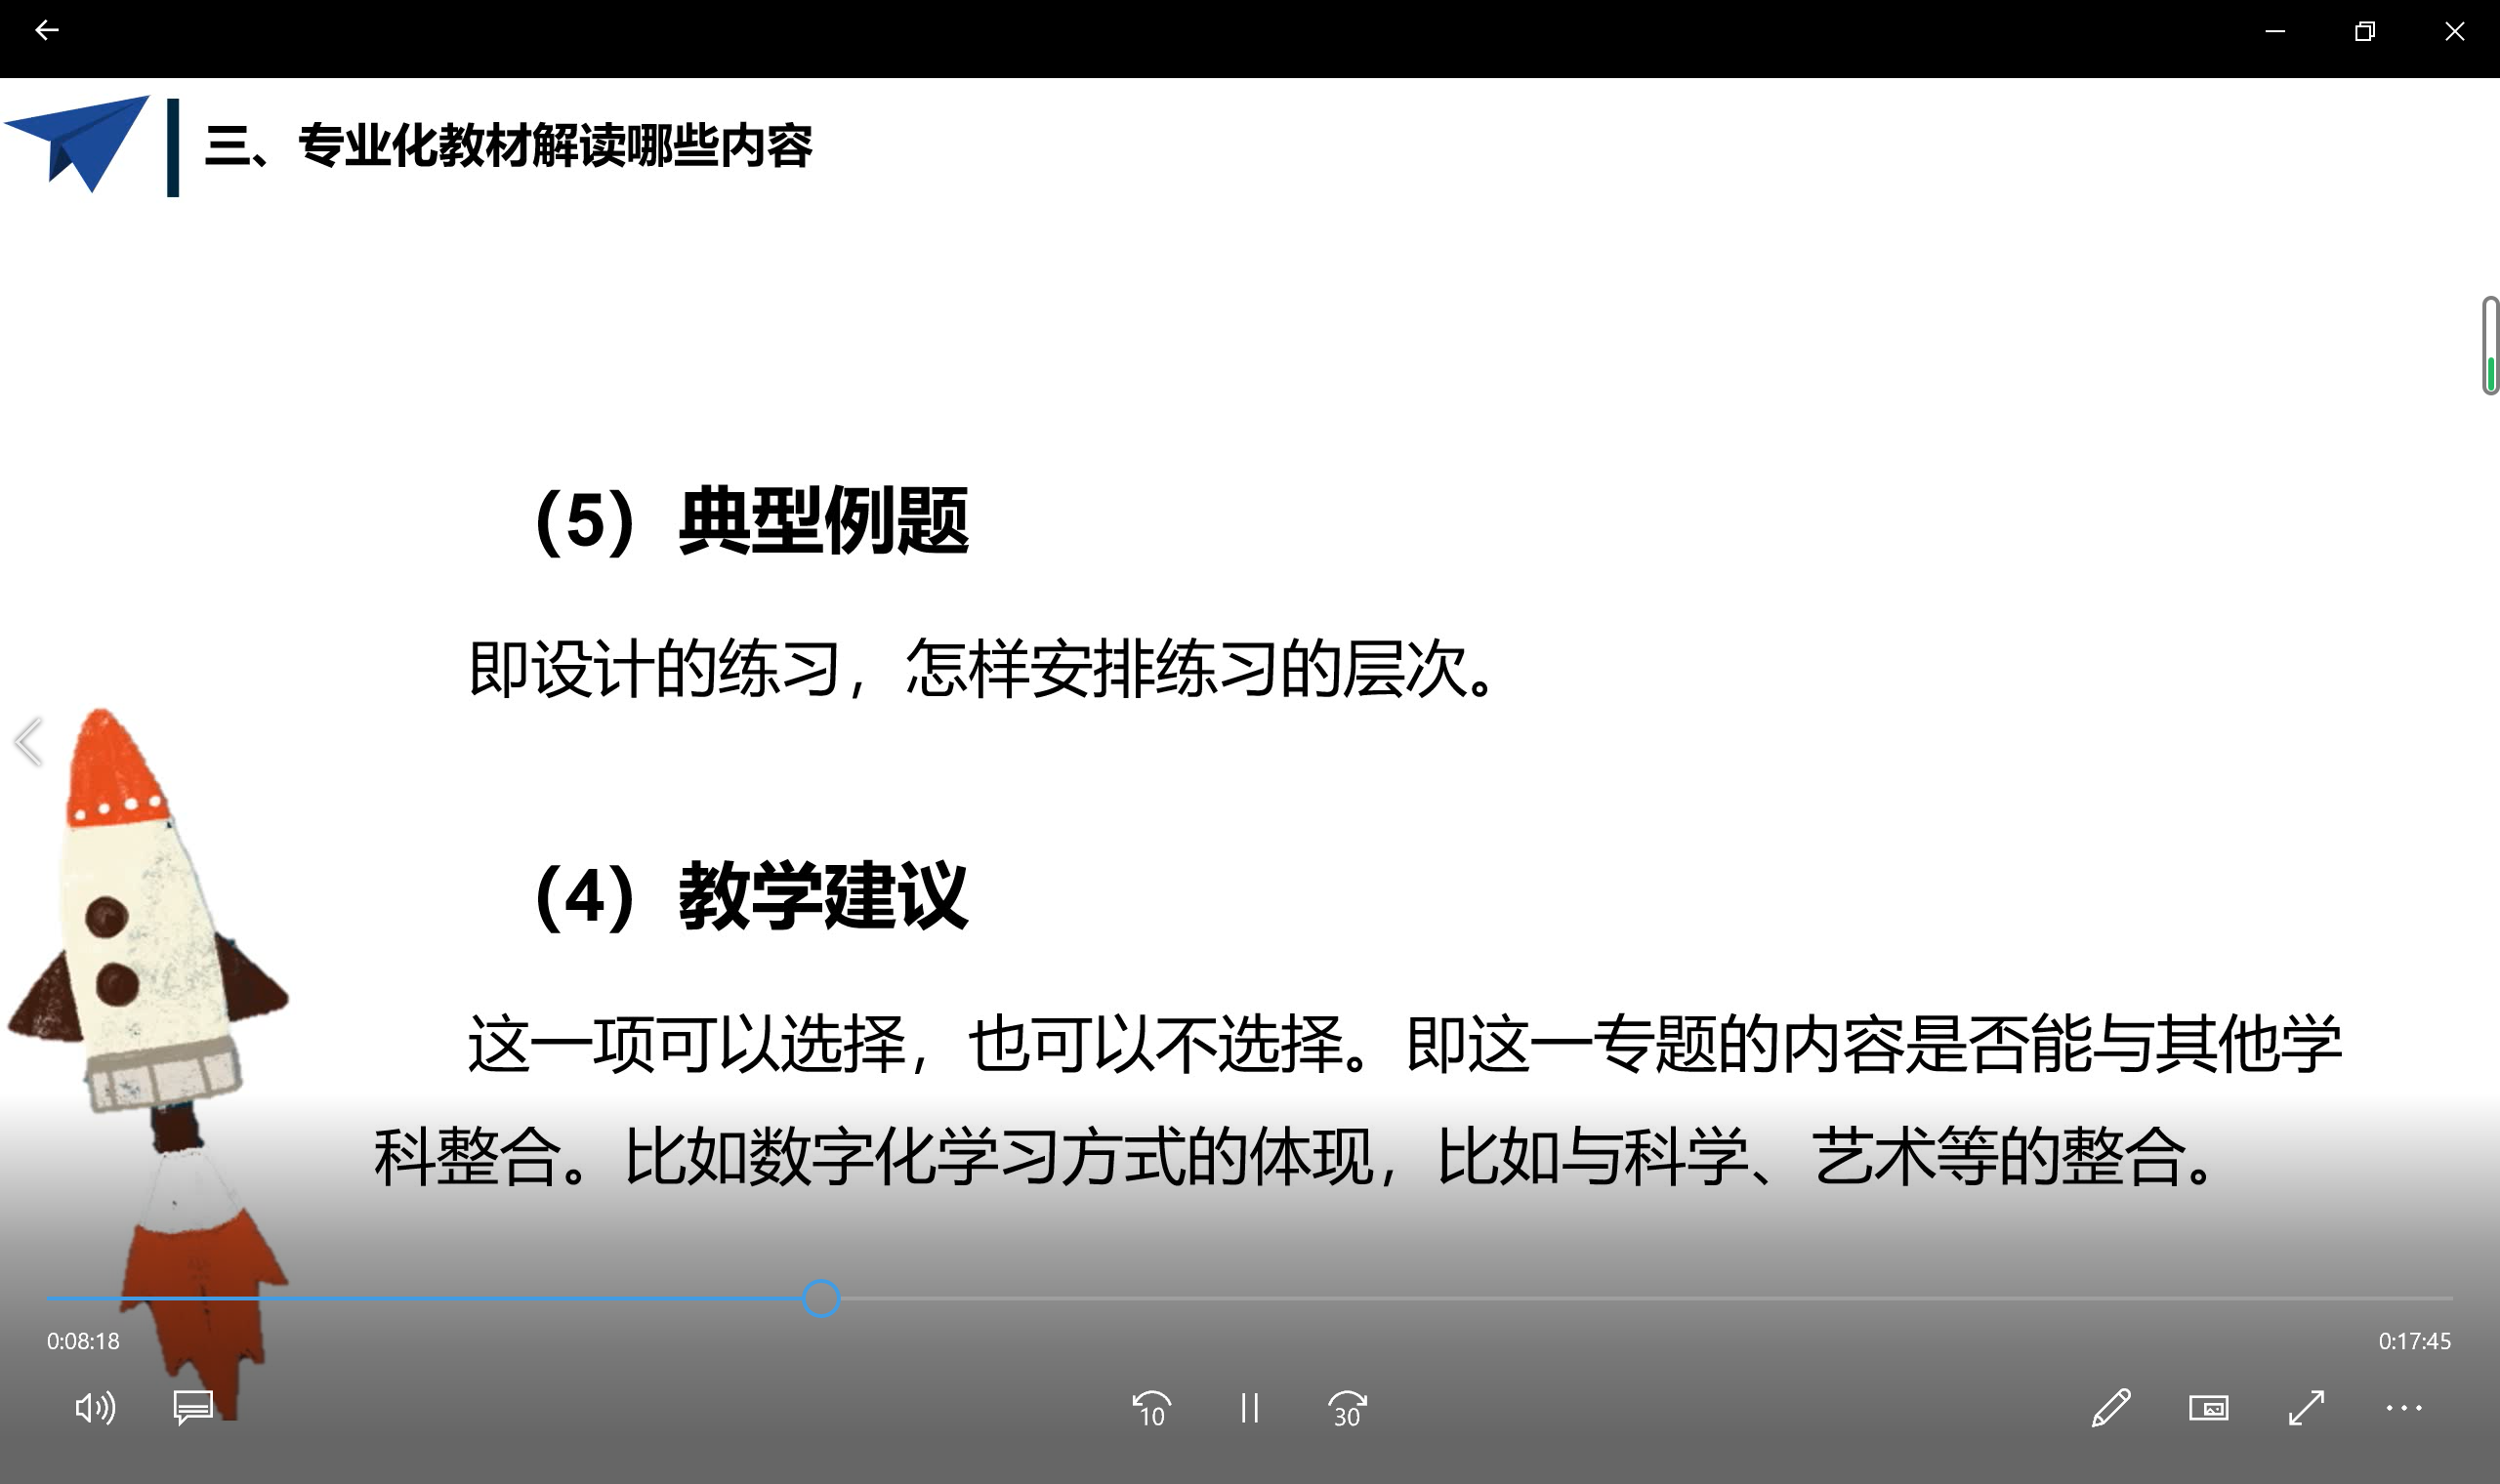 三、专业化教材解读哪些内容
（5）典型例题
即设计的练习，怎样安排练习的层次。
（4）教学建议
这一项可以选择，也可以不选择。即这一专题的内容是否能与其他学
科整合。比如数字化学习方式的体现，比如与科学、艺术等的整合。
0:08:18
0:17:45
10
30